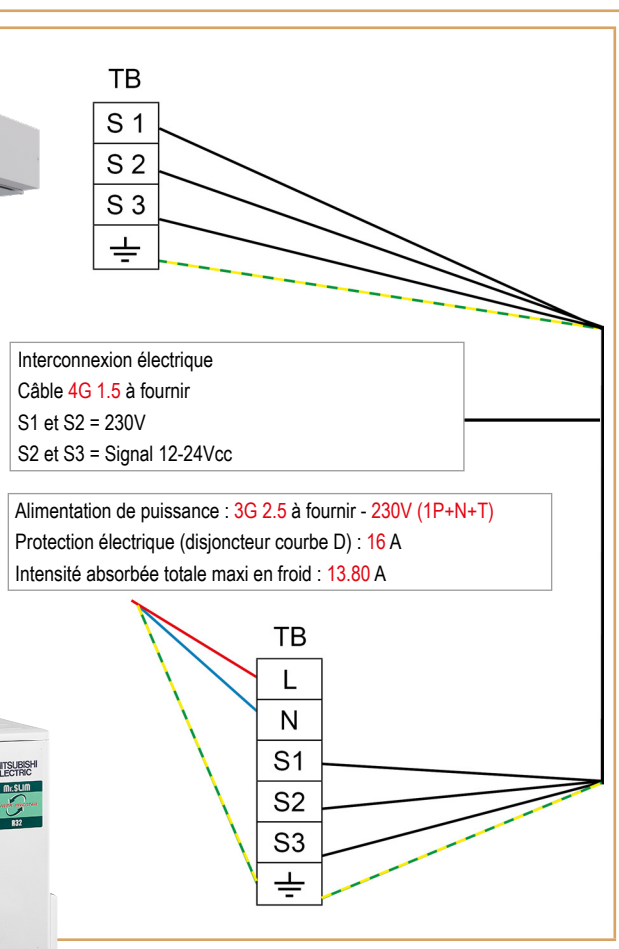 TB
S 1
S 2
S 3
Interconnexion électrique
Câble 4G 1.5 à fournir
S1 et S2 = 230V
S2 et S3 = Signal 12-24Vcc
Alimentation de puissance : 3G 2.5 à fournir - 230V (1P+N+T)
Protection électrique (disjoncteur courbe D) : 16 A
Intensité absorbée totale maxi en froid : 13.80 A
TB
L
N
S1
S2
S3
ITSUBISHI
LECTRIC
Mr.SLIM
R32